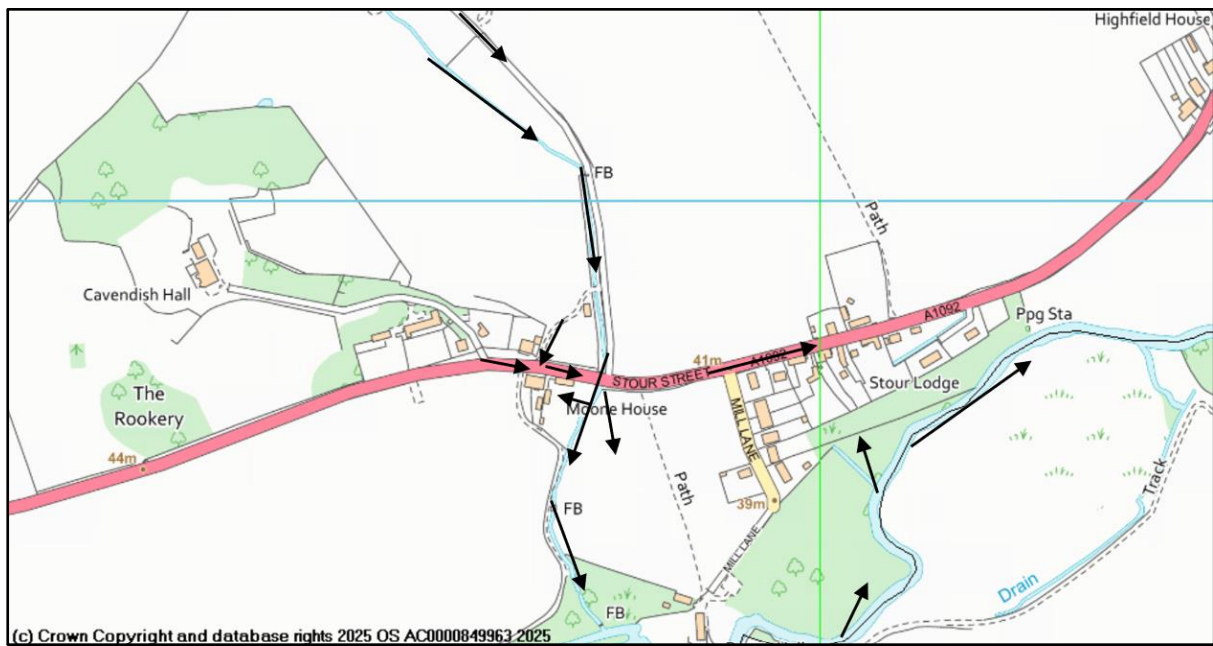 Highfield House
FB
Path
Cavendish Hall
A1092
Ppg Sta
41m
A1092
STOUR STREET
Stour Lodge
The
Rookery
Moone House
MILL LANE
44m
Path
Track
39m
FB
MILL LANE
Drain
FB
(c) Crown Copyright and database rights 2025 OS AC0000849963 2025